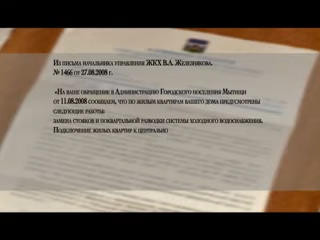 Из письма начальника управления ЖКХ В.А. Железнякова.
№ 1466 от 27.08.2008 г.
«На ваше обращение в Администрацию Городского поселения Мытищи
от 11.08.2008 сообщаем, что по жилым квартирам вашего дома предусмотрены
следующие работы:
замена стояков и поквартальной разводки системы холодного водоснабжения.
Подключение жилых квартир к центрально